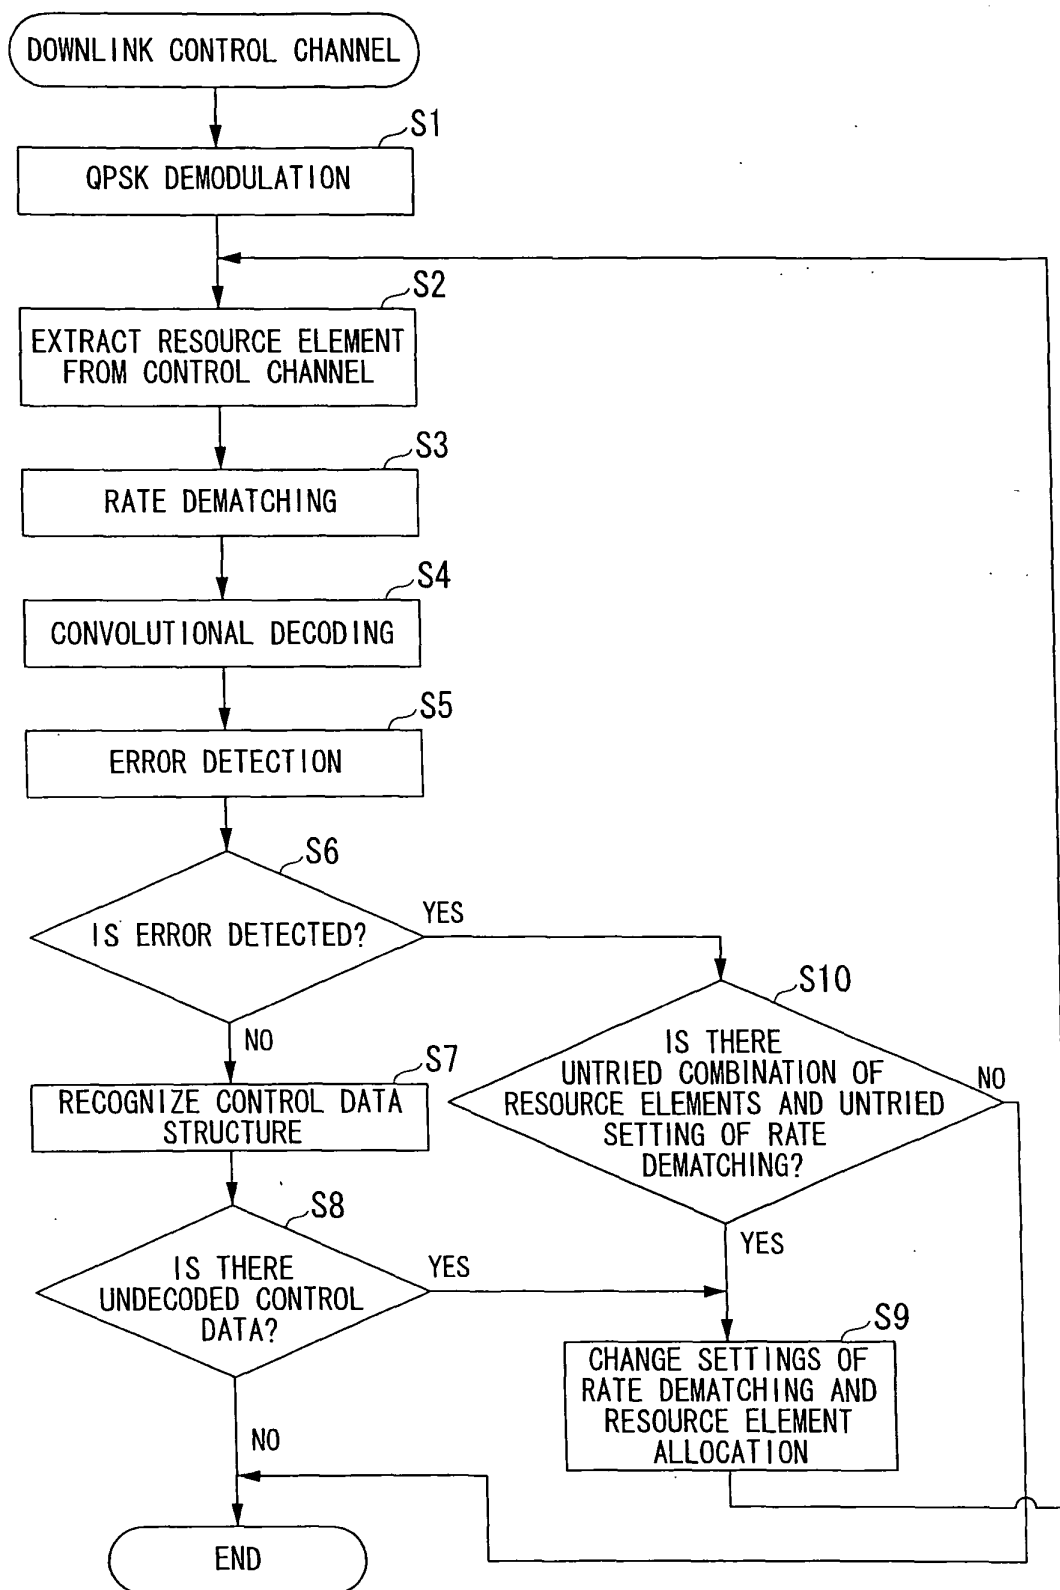 DOWNLINK CONTROL CHANNEL
S1
QPSK DEMODULATION
S2
EXTRACT RESOURCE ELEMENT
FROM CONTROL CHANNEL
S3
RATE DEMATCHING
S4
CONVOLUTIONAL DECODING
S5
ERROR DETECTION
S6
IS ERROR DETECTED?
YES
NO
S10
IS THERE
UNTRIED COMBINATION OF
RESOURCE ELEMENTS AND UNTRIED
SETTING OF RATE
DEMATCHING?
NO
YES
S7
RECOGNIZE CONTROL DATA
STRUCTURE
S8
IS THERE
UNDECODED CONTROL
DATA?
YES
NO
S9
CHANGE SETTINGS OF
RATE DEMATCHING AND
RESOURCE ELEMENT
ALLOCATION
END